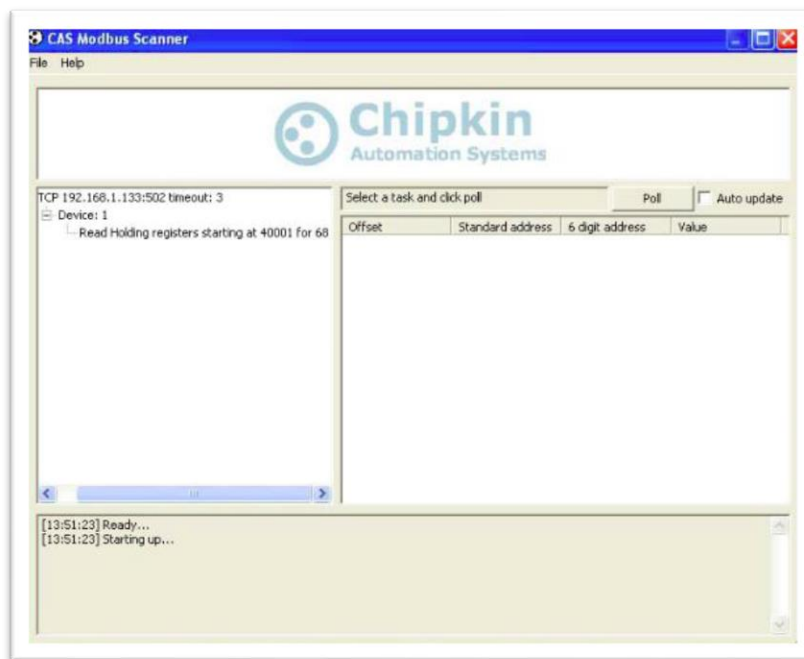 CAS Modbus Scanner
File Help
Chipkin
Automation Systems
TCP 192.168.1.133:502 timeout: 3
Device: 1
Read Holding registers starting at 40001 for 68
Select a task and click poll Poll Auto update
Offset Standard address 6 digit address Value
[13:51:23] Ready...
[13:51:23] Starting up...